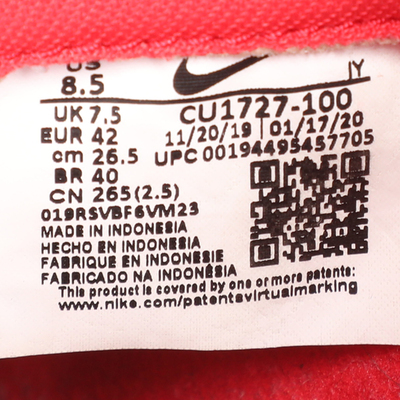 US
8.5
JY
UK 7.5
EUR 42
cm 26.5
BR 40
CN 265 (2.5)
CU1727-100
11/20/19 01/17/20
UPC 00194495457705
019RSVBF6VM23
MADE IN INDONESIA
HECHO EN INDONESIA
FABRIQUE EN INDONESIE
FABRICADO NA INDONÉSIA
This product is covered by one or more patents:
www.nike.com/patentsvirtualmarking